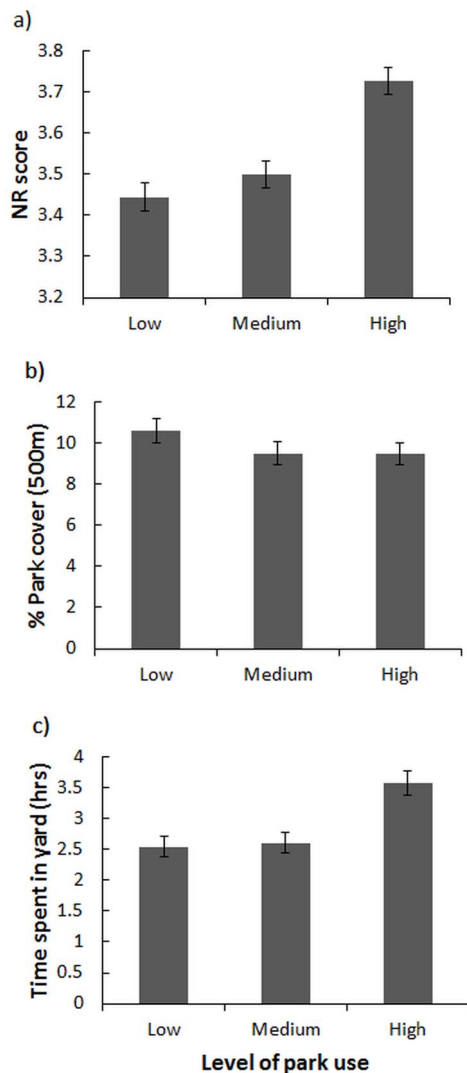 a)
NR score
3.8
3.7
3.6
3.5
3.4
3.3
3.2
Low Medium High
b)
% Park cover (500m)
12
10
8
6
4
2
0
Low Medium High
c)
Time spent in yard (hrs)
4
3.5
3
2.5
2
1.5
1
0.5
0
Low Medium High
Level of park use